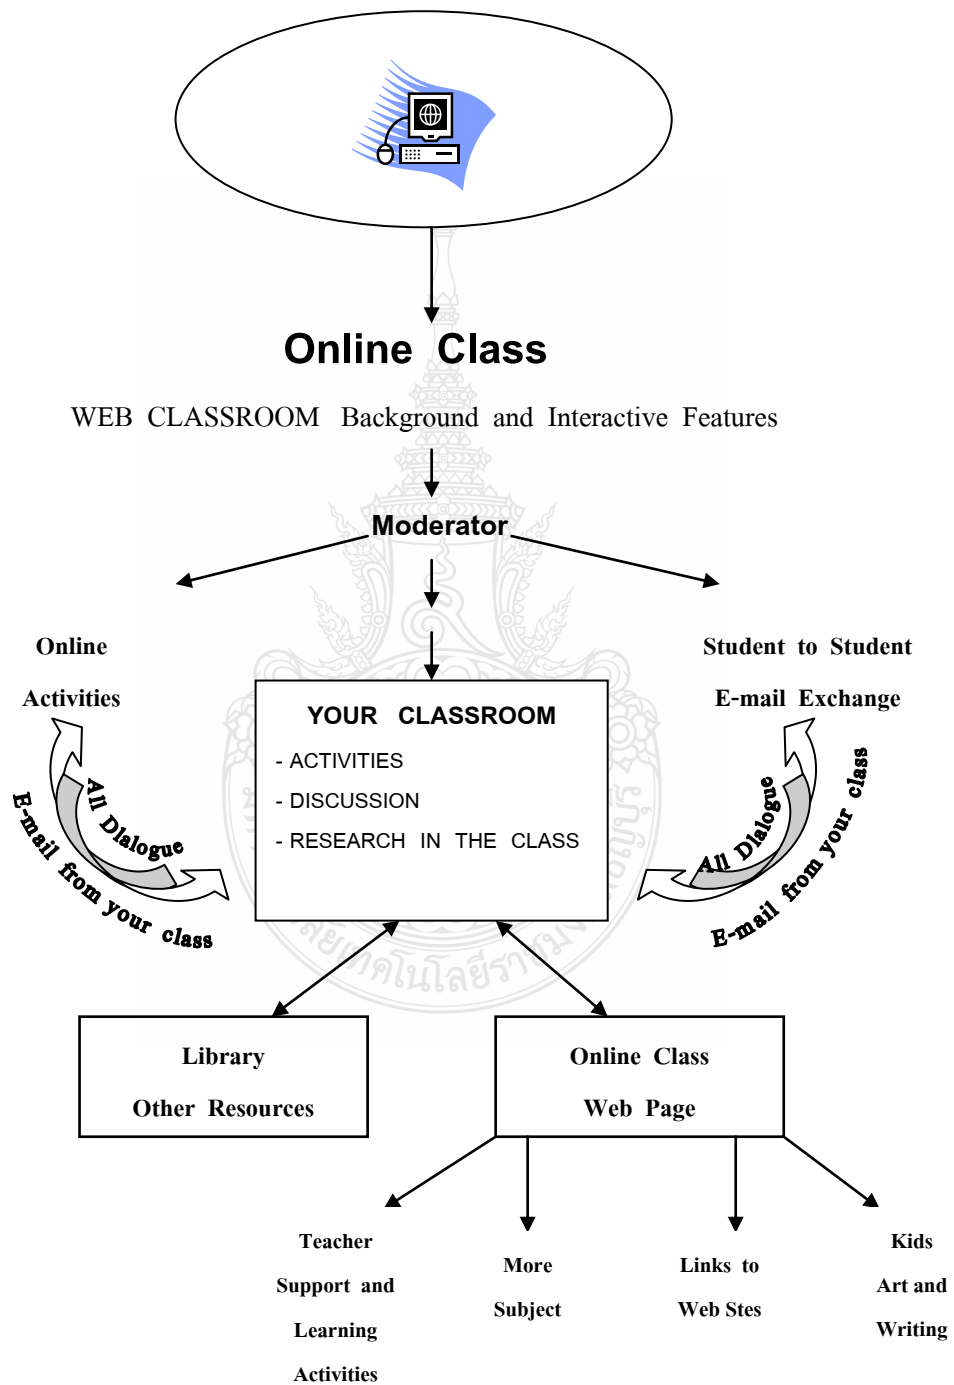 Online Class
WEB CLASSROOM Background and Interactive Features
Moderator
Online
Activities
Student to Student
E-mail Exchange
All Dlalogue
E-mail from your class
YOUR CLASSROOM
- ACTIVITIES
- DISCUSSION
- RESEARCH IN THE CLASS
All Dlalogue
E-mail from your class
Library
Other Resources
Online Class
Web Page
Teacher
Support and
Learning
Activities
More
Subject
Links to
Web Stes
Kids
Art and
Writing